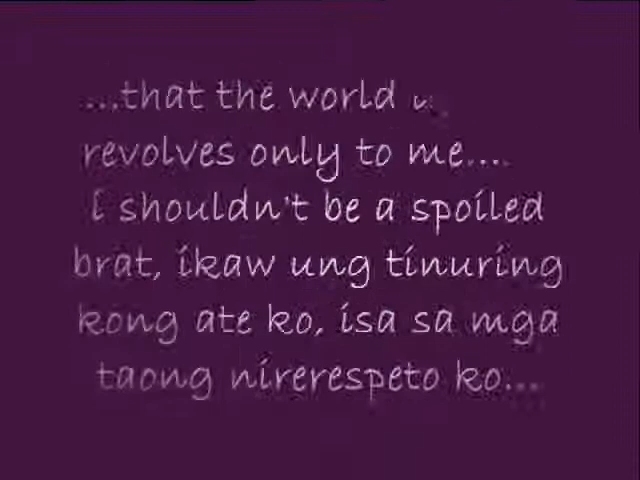 ...that the world
revolves only to me....
i shouldn't be a spoiled
brat, ikaw ung tinuring
kong ate ko, isa sa mga
taong nirerespeto ko...